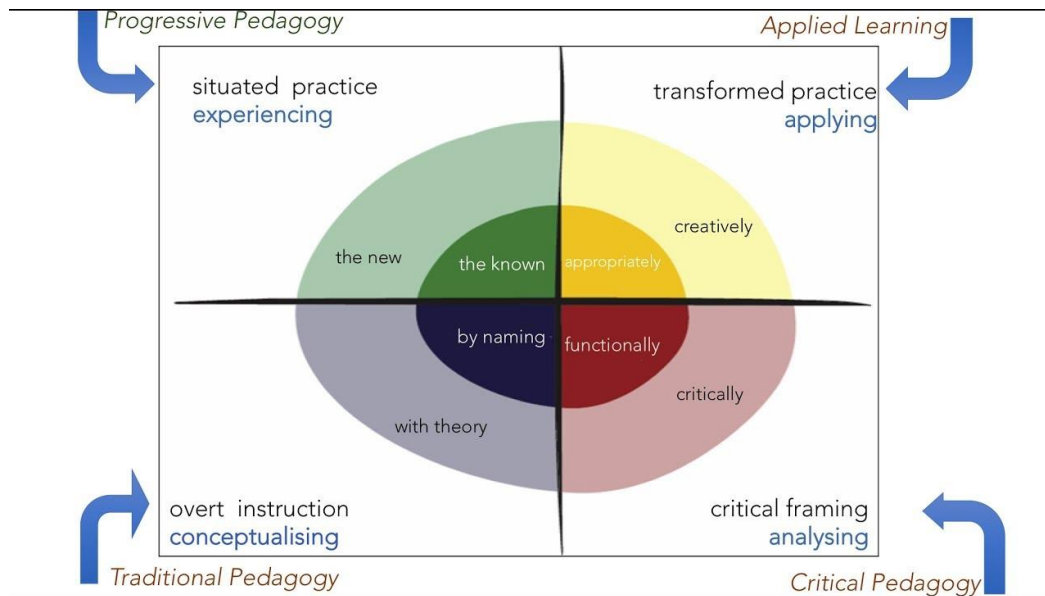 Progressive Pedagogy
Applied Learning
situated practice
experiencing
transformed practice
applying
the new
the known
appropriately
creatively
by naming
functionally
with theory
critically
overt instruction
conceptualising
critical framing
analysing
Traditional Pedagogy
Critical Pedagogy